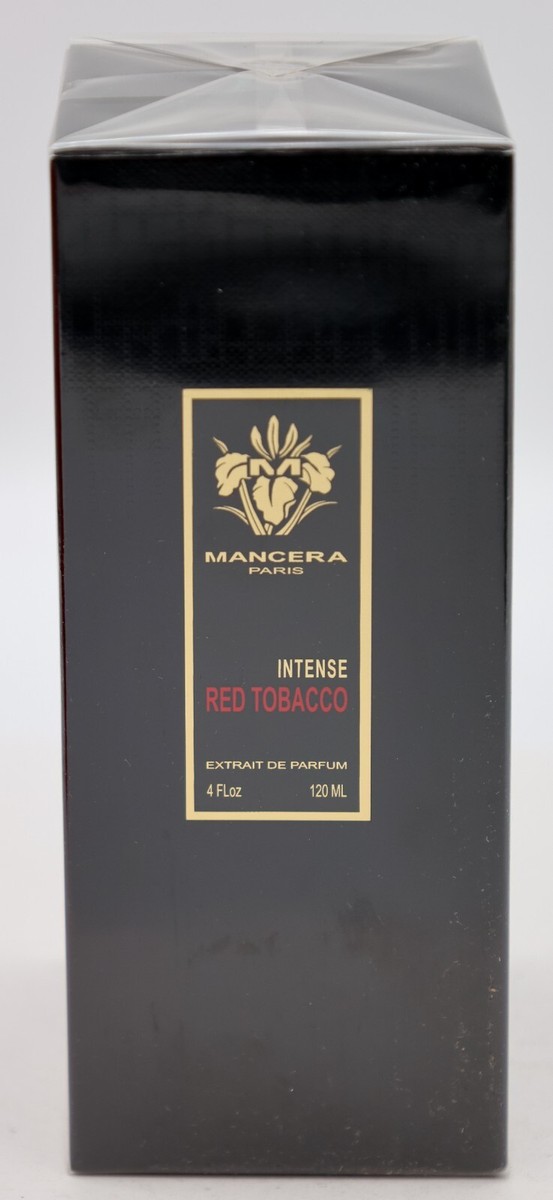 M
MANCERA
PARIS
INTENSE
RED TOBACCO
EXTRAIT DE PARFUM
4 FLoz 120 ML